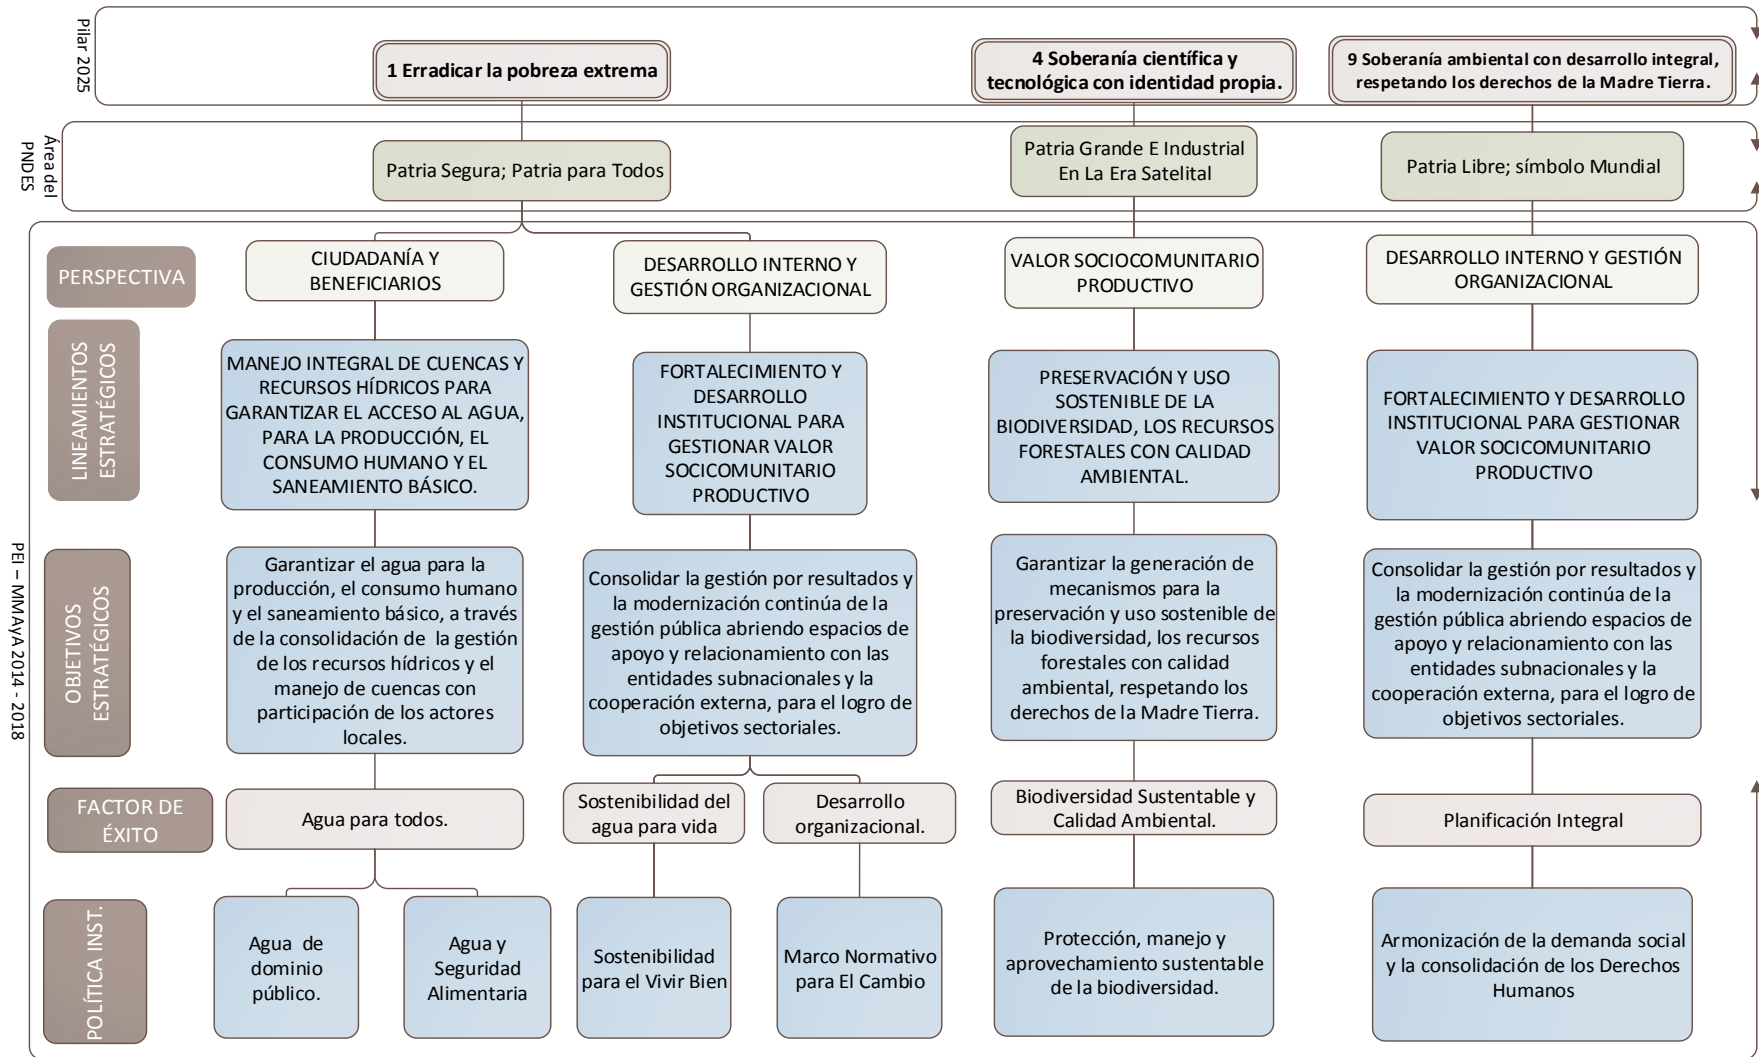 Pilar 2025
1 Erradicar la pobreza extrema
4 Soberanía científica y
tecnológica con identidad propia.
9 Soberanía ambiental con desarrollo integral,
respetando los derechos de la Madre Tierra.
Área del
PNDES
Patria Segura; Patria para Todos
Patria Grande E Industrial
En La Era Satelital
Patria Libre; símbolo Mundial
PEI – MMAyA 2014 - 2018
PERSPECTIVA
CIUDADANÍA Y
BENEFICIARIOS
DESARROLLO INTERNO Y
GESTIÓN ORGANIZACIONAL
VALOR SOCIOCOMUNITARIO
PRODUCTIVO
DESARROLLO INTERNO Y GESTIÓN
ORGANIZACIONAL
LINEAMIENTOS
ESTRATÉGICOS
MANEJO INTEGRAL DE CUENCAS Y
RECURSOS HÍDRICOS PARA
GARANTIZAR EL ACCESO AL AGUA,
PARA LA PRODUCCIÓN, EL
CONSUMO HUMANO Y EL
SANEAMIENTO BÁSICO.
FORTALECIMIENTO Y
DESARROLLO
INSTITUCIONAL PARA
GESTIONAR VALOR
SOCICOMUNITARIO
PRODUCTIVO
PRESERVACIÓN Y USO
SOSTENIBLE DE LA
BIODIVERSIDAD, LOS RECURSOS
FORESTALES CON CALIDAD
AMBIENTAL.
FORTALECIMIENTO Y DESARROLLO
INSTITUCIONAL PARA GESTIONAR
VALOR SOCICOMUNITARIO
PRODUCTIVO
OBJETIVOS
ESTRATÉGICOS
Garantizar el agua para la
producción, el consumo humano
y el saneamiento básico, a través
de la consolidación de la gestión
de los recursos hídricos y el
manejo de cuencas con
participación de los actores
locales.
Consolidar la gestión por resultados y
la modernización continúa de la
gestión pública abriendo espacios de
apoyo y relacionamiento con las
entidades subnacionales y la
cooperación externa, para el logro de
objetivos sectoriales.
Garantizar la generación de
mecanismos para la
preservación y uso sostenible de
la biodiversidad, los recursos
forestales con calidad
ambiental, respetando los
derechos de la Madre Tierra.
Consolidar la gestión por resultados y
la modernización continúa de la
gestión pública abriendo espacios de
apoyo y relacionamiento con las
entidades subnacionales y la
cooperación externa, para el logro de
objetivos sectoriales.
FACTOR DE
ÉXITO
Agua para todos.
Sostenibilidad del
agua para vida
Desarrollo
organizacional.
Biodiversidad Sustentable y
Calidad Ambiental.
Planificación Integral
POLÍTICA INST.
Agua de
dominio
público.
Agua y
Seguridad
Alimentaria
Sostenibilidad
para el Vivir Bien
Marco Normativo
para El Cambio
Protección, manejo y
aprovechamiento sustentable
de la biodiversidad.
Armonización de la demanda social
y la consolidación de los Derechos
Humanos